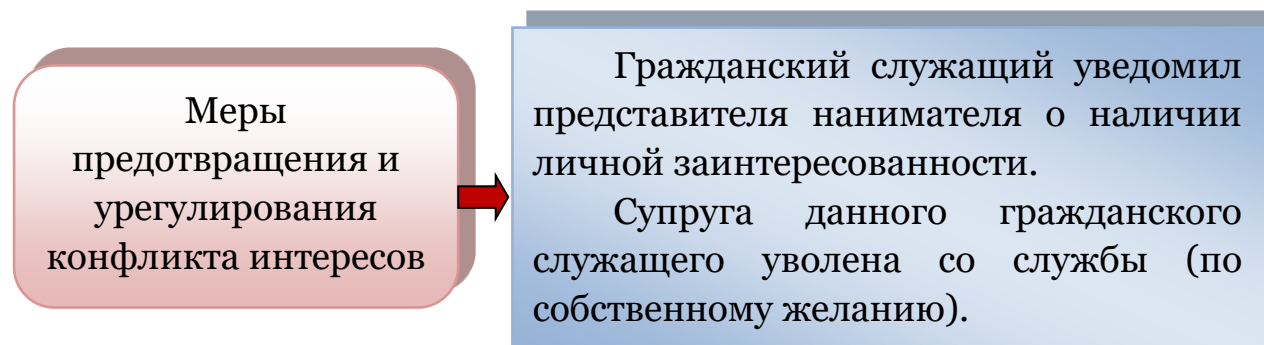 Меры
предотвращения и
урегулирования
конфликта интересов
Гражданский служащий уведомил
представителя нанимателя о наличии
личной заинтересованности.
Супруга данного гражданского
служащего уволена со службы (по
собственному желанию).